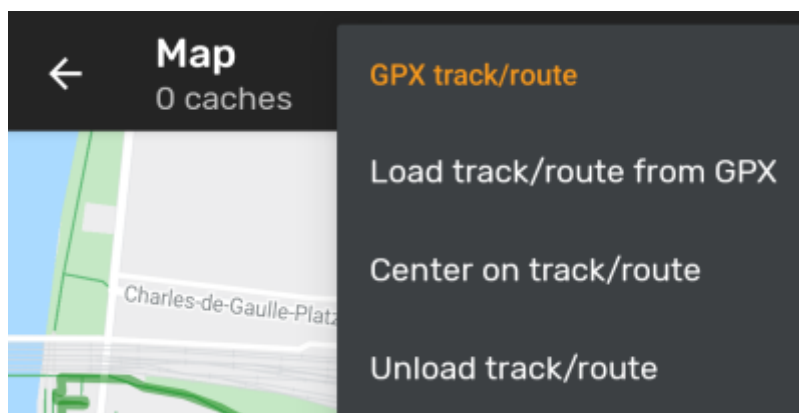 Map
0 caches
GPX track/route
Load track/route from GPX
Center on track/route
Unload track/route
Charles-de-Gaulle-Platz